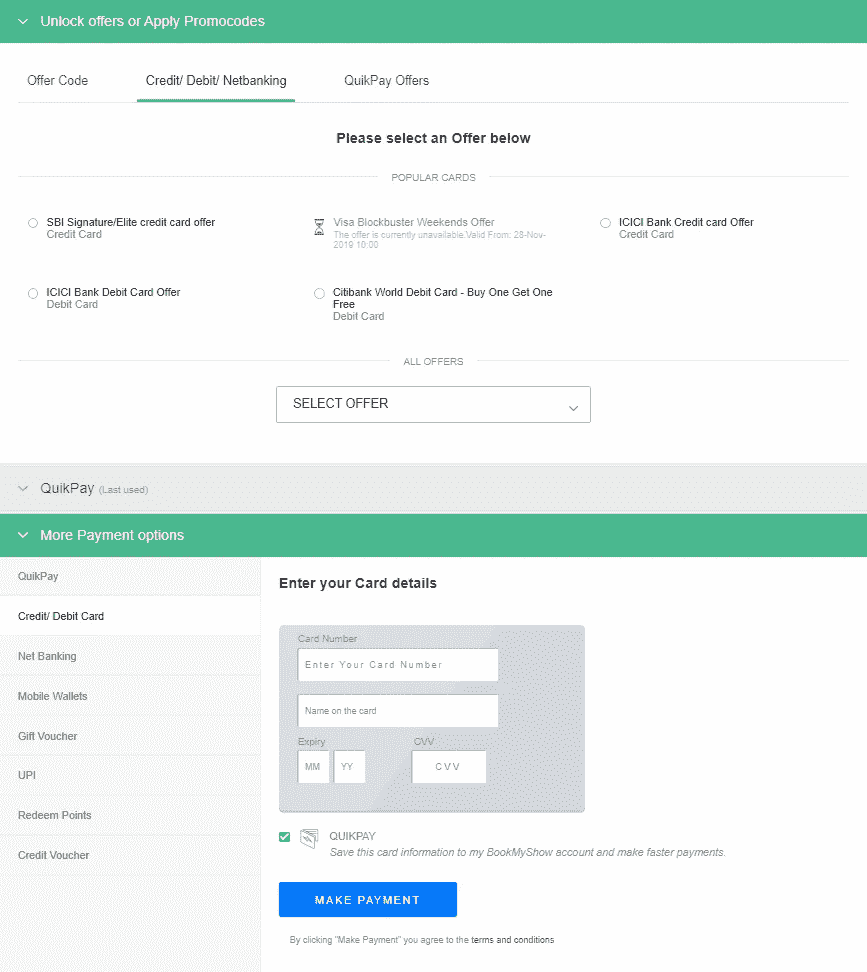 Unlock offers or Apply Promocodes
Offer Code
Credit/ Debit/ Netbanking
QuikPay Offers
Please select an Offer below
POPULAR CARDS
SBI Signature/Elite credit card offer
Credit Card
Visa Blockbuster Weekends Offer
The offer is currently unavailable.Valid From: 28-Nov-
2019 10:00
ICICI Bank Credit card Offer
Credit Card
ICICI Bank Debit Card Offer
Debit Card
Citibank World Debit Card - Buy One Get One
Free
Debit Card
ALL OFFERS
SELECT OFFER
QuikPay (Last used)
More Payment options
QuikPay
Credit/ Debit Card
Net Banking
Mobile Wallets
Gift Voucher
UPI
Redeem Points
Credit Voucher
Enter your Card details
Card Number
Enter Your Card Number
Name on the card
Expiry
CVV
MM
YY
CVV
QUIKPAY
Save this card information to my BookMyShow account and make faster payments.
MAKE PAYMENT
By clicking "Make Payment" you agree to the terms and conditions